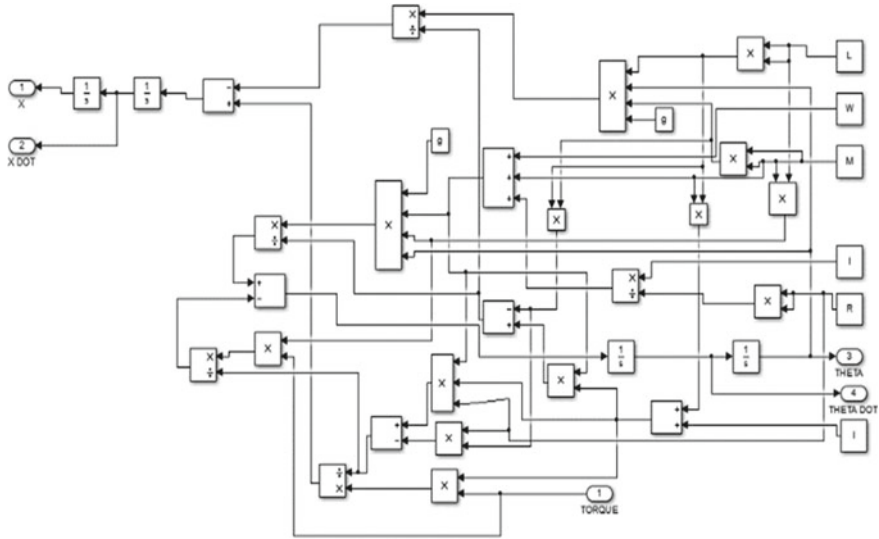 X
÷
X
L
1
X
1
s
1
s
-
+
X
g
W
2
X DOT
g
+
+
+
X
M
X
X
X
X
X
÷
+
-
X
÷
I
X
R
-
+
X
÷
X
1
s
1
s
3
THETA
X
X
4
THETA DOT
+
-
X
+
+
I
÷
X
X
1
TORQUE